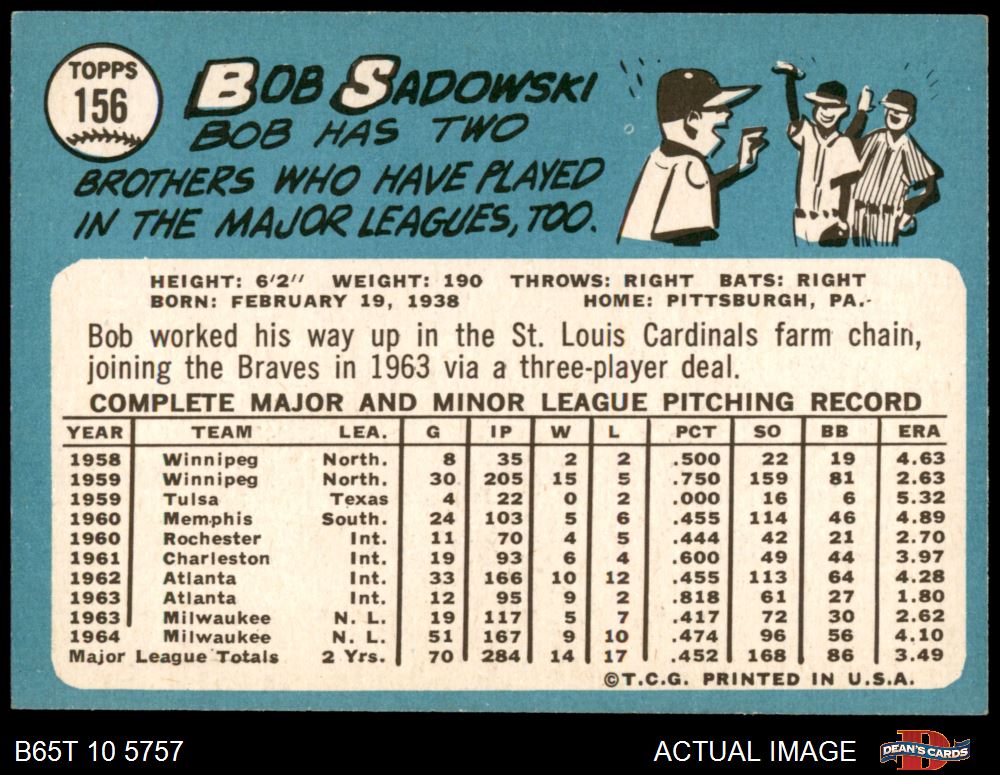 TOPPS
156
BOB SADOWSKI
BOB HAS TWO
BROTHERS WHO HAVE PLAYED
IN THE MAJOR LEAGUES, TOO.
HEIGHT: 6'2" WEIGHT: 190 THROWS: RIGHT BATS: RIGHT
BORN: FEBRUARY 19, 1938 HOME: PITTSBURGH, PA.
Bob worked his way up in the St. Louis Cardinals farm chain,
joining the Braves in 1963 via a three-player deal.
COMPLETE MAJOR AND MINOR LEAGUE PITCHING RECORD
YEAR TEAM LEA. G IP W L PCT SO BB ERA
1958 Winnipeg North. 8 35 2 2 .500 22 19 4.63
1959 Winnipeg North. 30 205 15 5 .750 159 81 2.63
1959 Tulsa Texas 4 22 0 2 .000 16 6 5.32
1960 Memphis South. 24 103 5 6 .455 114 46 4.89
1960 Rochester Int. 11 70 4 5 .444 42 21 2.70
1961 Charleston Int. 19 93 6 4 .600 49 44 3.97
1962 Atlanta Int. 33 166 10 12 .455 113 64 4.28
1963 Atlanta Int. 12 95 9 2 .818 61 27 1.80
1963 Milwaukee N. L. 19 117 5 7 .417 72 30 2.62
1964 Milwaukee N. L. 51 167 9 10 .474 96 56 4.10
Major League Totals 2 Yrs. 70 284 14 17 .452 168 86 3.49
©T.C.G. PRINTED IN U.S.A.
B65T 10 5757 ACTUAL IMAGE DEAN'S CARDS